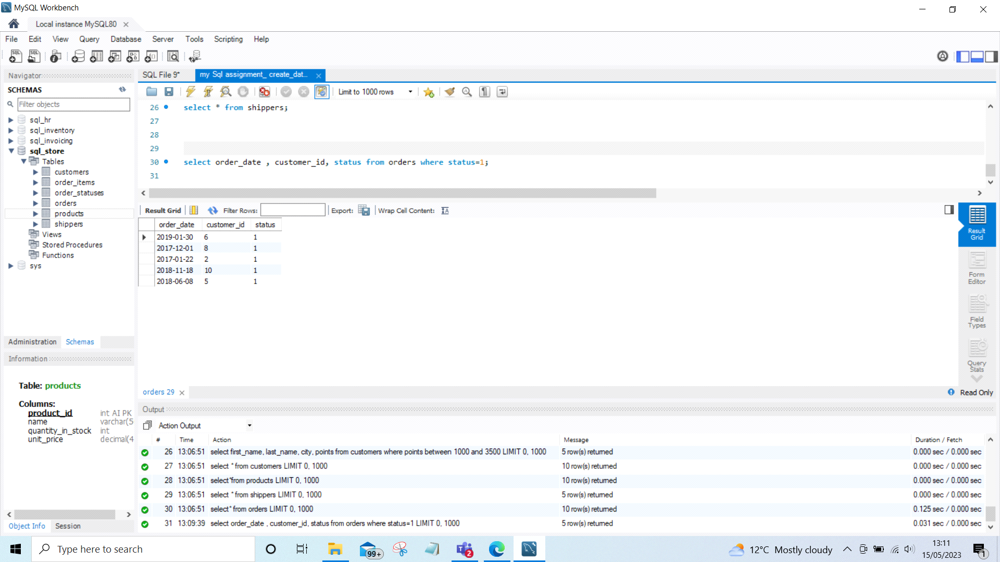 MySQL Workbench
Local instance MySQL80
File Edit View Query Database Server Tools Scripting Help
Navigator
SCHEMAS
Filter objects
sql_hr
sql_inventory
sql_invoicing
sql_store
Tables
customers
order_items
order_statuses
orders
products
shippers
Views
Stored Procedures
Functions
sys
Administration Schemas
Information
Table: products
Columns:
product_id int AI PK
name varchar(5
quantity_in_stock int
unit_price decimal(4
Object Info Session
SQL File 9* my Sql assignment_ create_dat...
Limit to 1000 rows
26 select * from shippers;
27
28
29
30 select order_date , customer_id, status from orders where status=1;
31
Result Grid Filter Rows: Export: Wrap Cell Content:
order_date customer_id status
2019-01-30 6 1
2017-12-01 8 1
2017-01-22 2 1
2018-11-18 10 1
2018-06-08 5 1
Result
Grid
Form
Editor
Field
Types
Query
Stats
orders 29
Read Only
Output
Action Output
# Time Action Message Duration / Fetch
26 13:06:51 select first_name, last_name, city, points from customers where points between 1000 and 3500 LIMIT 0, 1000 5 row(s) returned 0.000 sec / 0.000 sec
27 13:06:51 select * from customers LIMIT 0, 1000 10 row(s) returned 0.000 sec / 0.000 sec
28 13:06:51 select*from products LIMIT 0, 1000 10 row(s) returned 0.000 sec / 0.000 sec
29 13:06:51 select * from shippers LIMIT 0, 1000 5 row(s) returned 0.000 sec / 0.000 sec
30 13:06:51 select* from orders LIMIT 0, 1000 10 row(s) returned 0.125 sec / 0.000 sec
31 13:09:39 select order_date , customer_id, status from orders where status=1 LIMIT 0, 1000 5 row(s) returned 0.031 sec / 0.000 sec
Type here to search
99+
2
12°C Mostly cloudy
13:11
15/05/2023
1